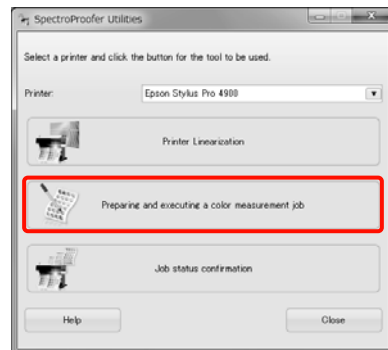 SpectroProofer Utilities
Select a printer and click the button for the tool to be used.
Printer: Epson Stylus Pro 4900
Printer Linearization
Preparing and executing a color measurement job
Job status confirmation
Help Close